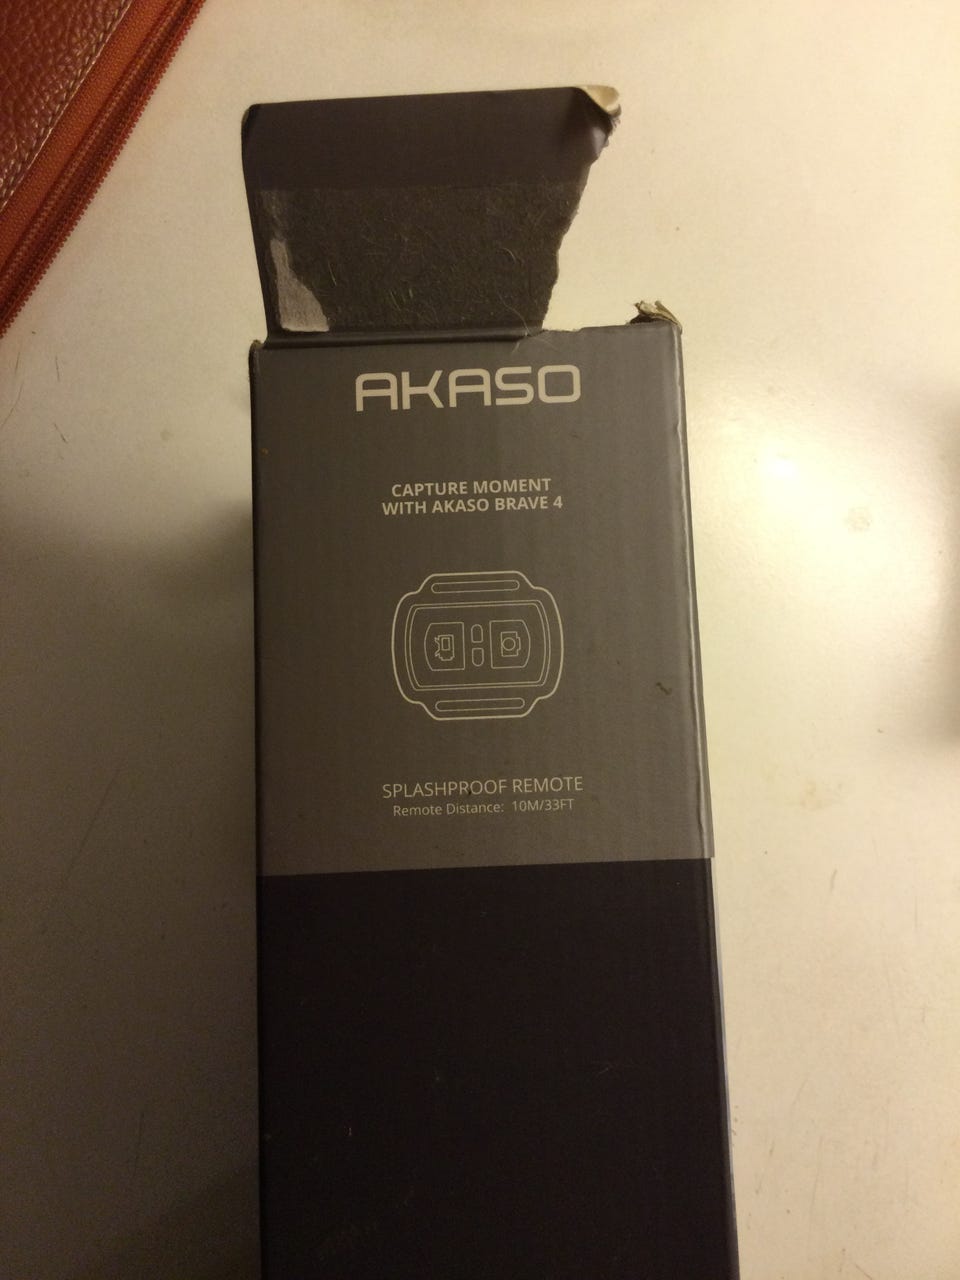 AKASO
CAPTURE MOMENT
WITH AKASO BRAVE 4
SPLASHPROOF REMOTE
Remote Distance: 10M/33FT